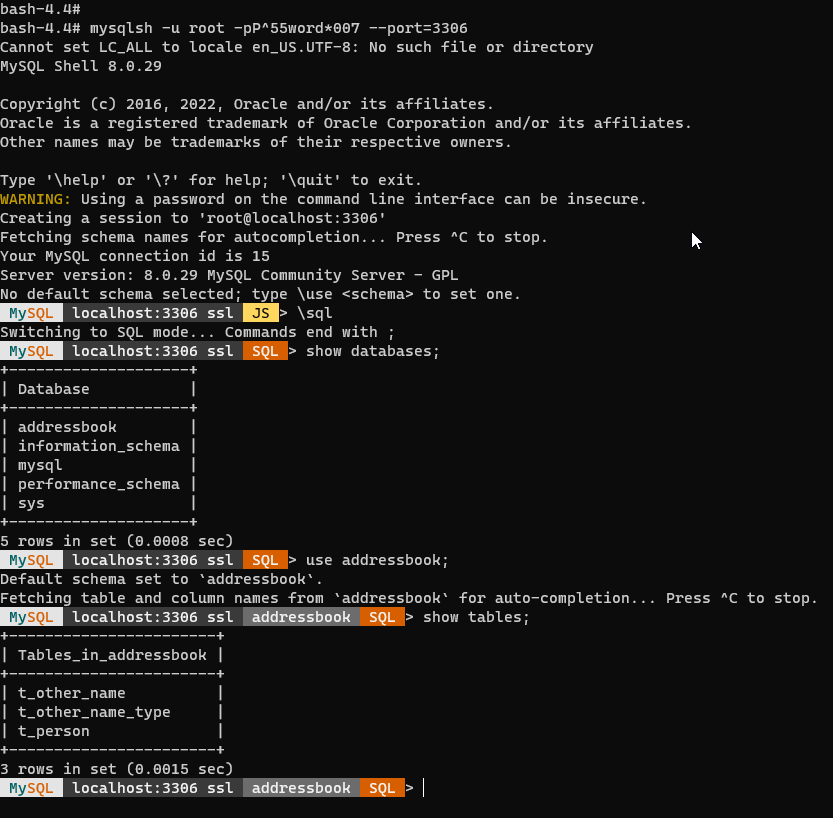 bash-4.4#
bash-4.4# mysqlsh -u root -pP^55word*007 --port=3306
Cannot set LC_ALL to locale en_US.UTF-8: No such file or directory
MySQL Shell 8.0.29

Copyright (c) 2016, 2022, Oracle and/or its affiliates.
Oracle is a registered trademark of Oracle Corporation and/or its affiliates.
Other names may be trademarks of their respective owners.

Type '\help' or '\?' for help; '\quit' to exit.
WARNING: Using a password on the command line interface can be insecure.
Creating a session to 'root@localhost:3306'
Fetching schema names for autocompletion... Press ^C to stop.
Your MySQL connection id is 15
Server version: 8.0.29 MySQL Community Server - GPL
No default schema selected; type \use <schema> to set one.
MySQL localhost:3306 ssl JS > \sql
Switching to SQL mode... Commands end with ;
MySQL localhost:3306 ssl SQL > show databases;
+--------------------+
| Database           |
+--------------------+
| addressbook        |
| information_schema |
| mysql              |
| performance_schema |
| sys                |
+--------------------+
5 rows in set (0.0008 sec)
MySQL localhost:3306 ssl SQL > use addressbook;
Default schema set to `addressbook`.
Fetching table and column names from `addressbook` for auto-completion... Press ^C to stop.
MySQL localhost:3306 ssl addressbook SQL > show tables;
+-----------------------+
| Tables_in_addressbook |
+-----------------------+
| t_other_name          |
| t_other_name_type     |
| t_person              |
+-----------------------+
3 rows in set (0.0015 sec)
MySQL localhost:3306 ssl addressbook SQL >